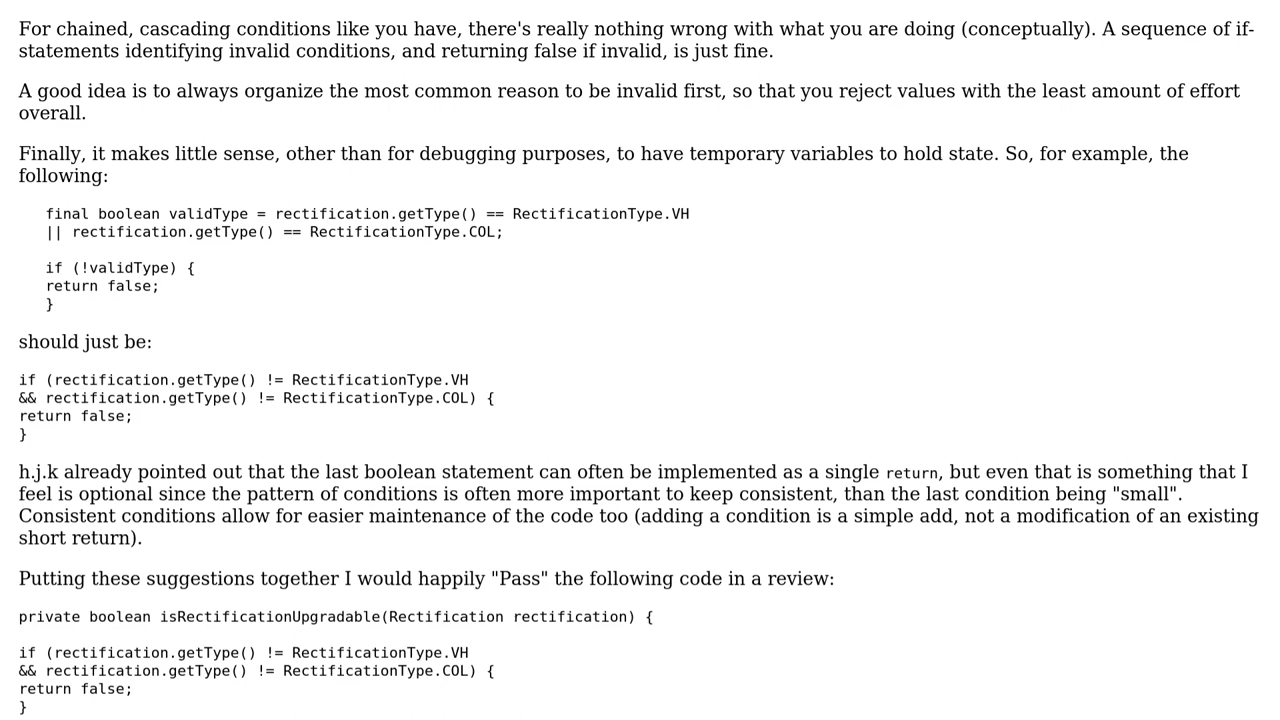 For chained, cascading conditions like you have, there's really nothing wrong with what you are doing (conceptually). A sequence of if-
statements identifying invalid conditions, and returning false if invalid, is just fine.
A good idea is to always organize the most common reason to be invalid first, so that you reject values with the least amount of effort
overall.
Finally, it makes little sense, other than for debugging purposes, to have temporary variables to hold state. So, for example, the
following:
final boolean validType = rectification.getType() == RectificationType.VH
|| rectification.getType() == RectificationType.COL;
if (!validType) {
return false;
}
should just be:
if (rectification.getType() != RectificationType.VH
&& rectification.getType() != RectificationType.COL) {
return false;
}
h.j.k already pointed out that the last boolean statement can often be implemented as a single return, but even that is something that I
feel is optional since the pattern of conditions is often more important to keep consistent, than the last condition being "small".
Consistent conditions allow for easier maintenance of the code too (adding a condition is a simple add, not a modification of an existing
short return).
Putting these suggestions together I would happily "Pass" the following code in a review:
private boolean isRectificationUpgradable(Rectification rectification) {
if (rectification.getType() != RectificationType.VH
&& rectification.getType() != RectificationType.COL) {
return false;
}